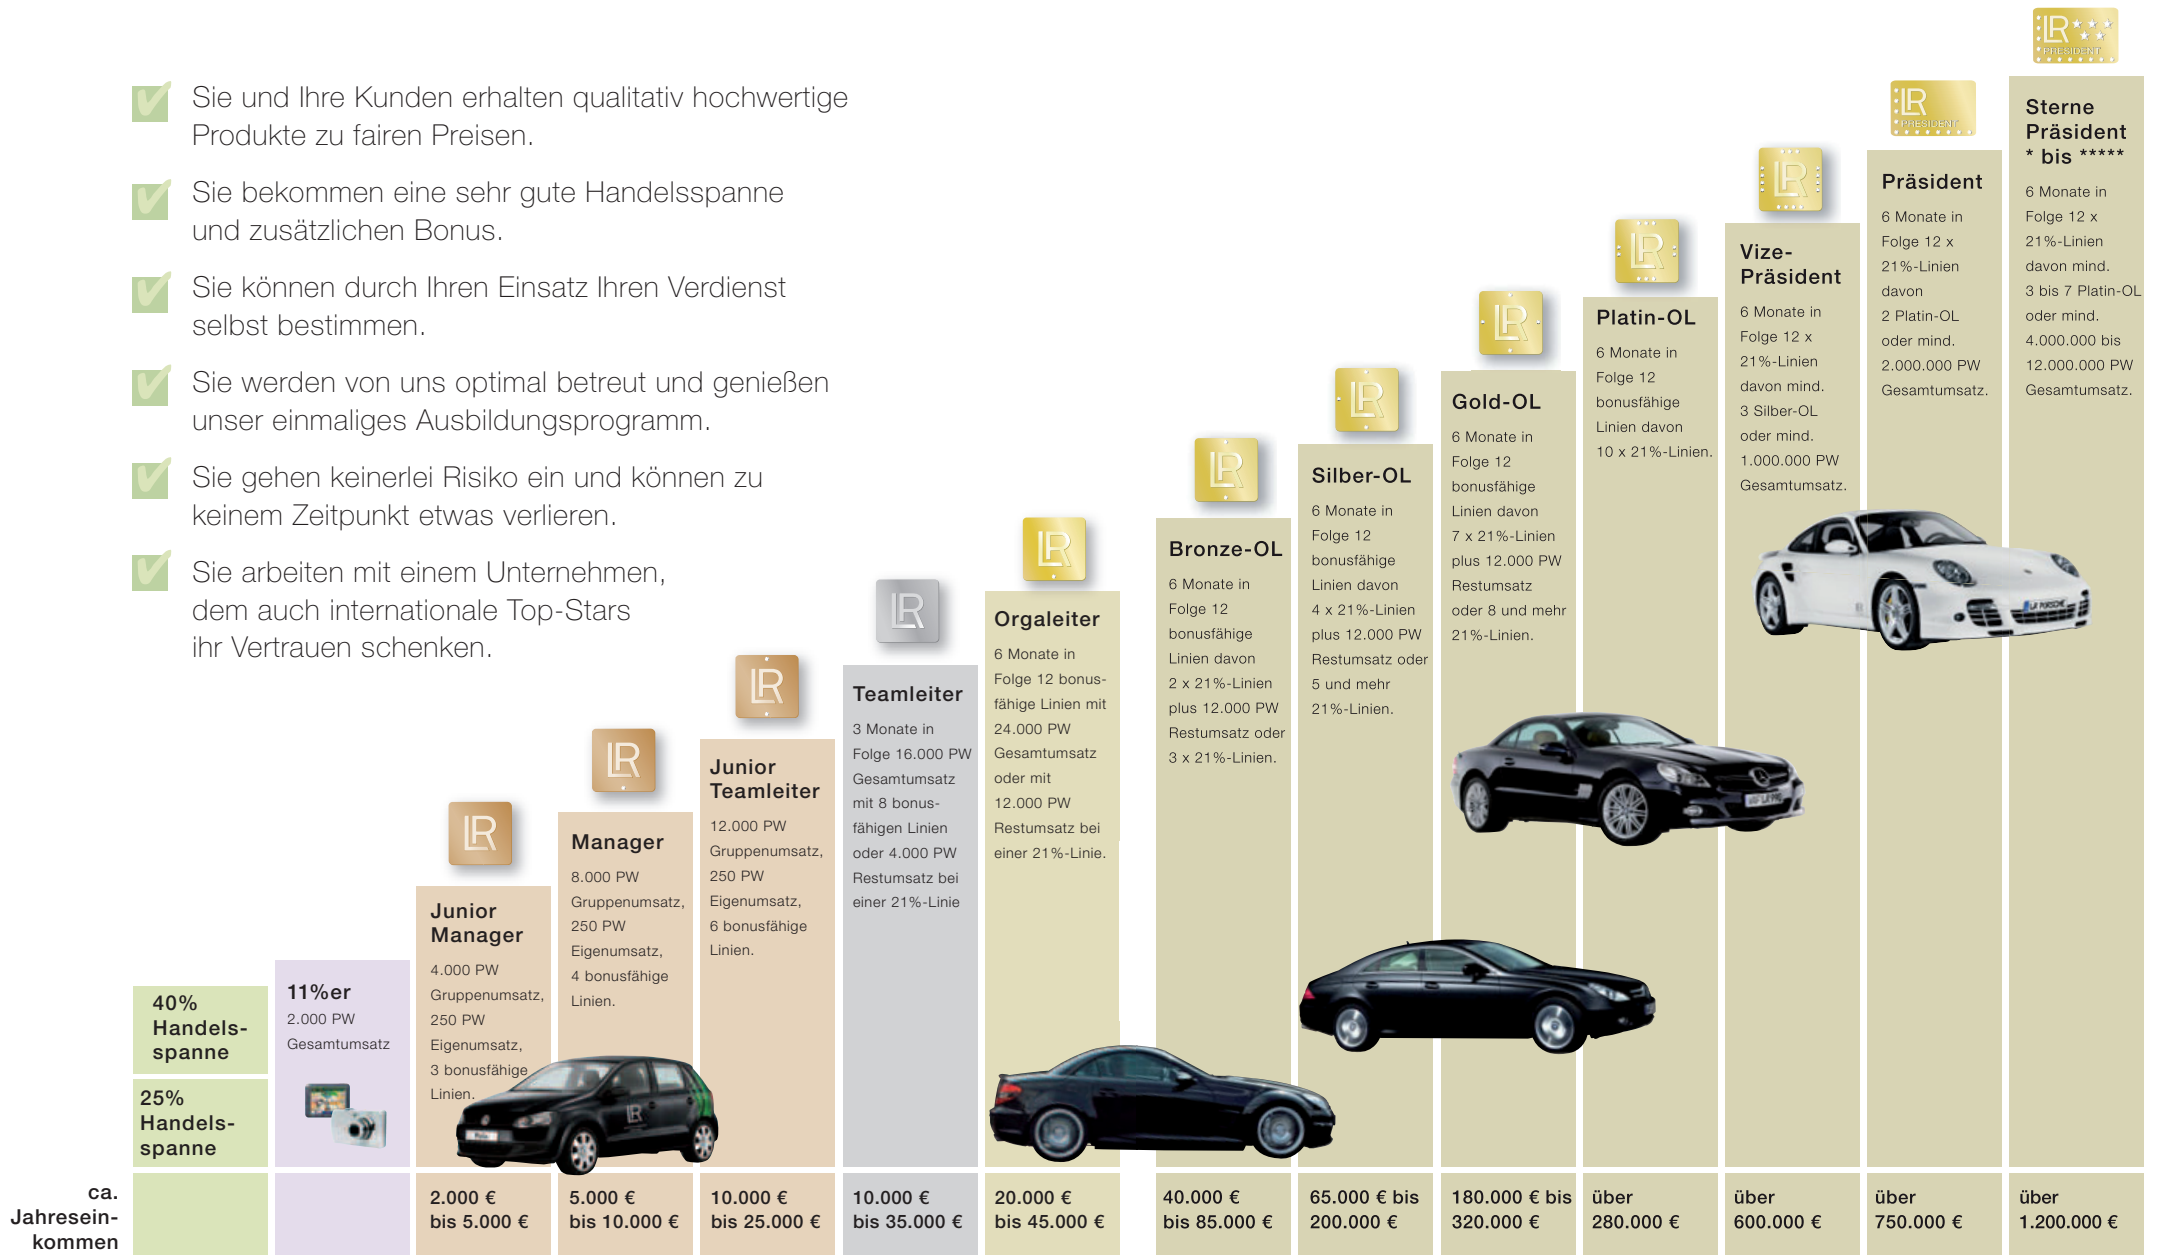 Sie und Ihre Kunden erhalten qualitativ hochwertige
Produkte zu fairen Preisen.
Sie bekommen eine sehr gute Handelsspanne
und zusätzlichen Bonus.
Sie können durch Ihren Einsatz Ihren Verdienst
selbst bestimmen.
Sie werden von uns optimal betreut und genießen
unser einmaliges Ausbildungsprogramm.
Sie gehen keinerlei Risiko ein und können zu
keinem Zeitpunkt etwas verlieren.
Sie arbeiten mit einem Unternehmen,
dem auch internationale Top-Stars
ihr Vertrauen schenken.
40%
Handels-
spanne
25%
Handels-
spanne
11%er
2.000 PW
Gesamtumsatz
LR
Junior
Manager
4.000 PW
Gruppenumsatz,
250 PW
Eigenumsatz,
3 bonusfähige
Linien.
LR
Manager
8.000 PW
Gruppenumsatz,
250 PW
Eigenumsatz,
4 bonusfähige
Linien.
LR
LR
Junior
Teamleiter
12.000 PW
Gruppenumsatz,
250 PW
Eigenumsatz,
6 bonusfähige
Linien.
LR
Teamleiter
3 Monate in
Folge 16.000 PW
Gesamtumsatz
mit 8 bonus-
fähigen Linien
oder 4.000 PW
Restumsatz bei
einer 21%-Linie
LR
Orgaleiter
6 Monate in
Folge 12 bonus-
fähige Linien mit
24.000 PW
Gesamtumsatz
oder mit
12.000 PW
Restumsatz bei
einer 21%-Linie.
LR
Bronze-OL
6 Monate in
Folge 12
bonusfähige
Linien davon
2 x 21%-Linien
plus 12.000 PW
Restumsatz oder
3 x 21%-Linien.
LR
Silber-OL
6 Monate in
Folge 12
bonusfähige
Linien davon
4 x 21%-Linien
plus 12.000 PW
Restumsatz oder
5 und mehr
21%-Linien.
LR
Gold-OL
6 Monate in
Folge 12
bonusfähige
Linien davon
7 x 21%-Linien
plus 12.000 PW
Restumsatz
oder 8 und mehr
21%-Linien.
LR
Platin-OL
6 Monate in
Folge 12
bonusfähige
Linien davon
10 x 21%-Linien.
LR
Vize-
Präsident
6 Monate in
Folge 12 x
21%-Linien
davon mind.
3 Silber-OL
oder mind.
1.000.000 PW
Gesamtumsatz.
LR
PRESIDENT
Präsident
6 Monate in
Folge 12 x
21%-Linien
davon
2 Platin-OL
oder mind.
2.000.000 PW
Gesamtumsatz.
LR
PRESIDENT
Sterne
Präsident
* bis *****
6 Monate in
Folge 12 x
21%-Linien
davon mind.
3 bis 7 Platin-OL
oder mind.
4.000.000 bis
12.000.000 PW
Gesamtumsatz.
ca.
Jahresein-
kommen
2.000 €
bis 5.000 €
5.000 €
bis 10.000 €
10.000 €
bis 25.000 €
10.000 €
bis 35.000 €
20.000 €
bis 45.000 €
40.000 €
bis 85.000 €
65.000 € bis
200.000 €
180.000 € bis
320.000 €
über
280.000 €
über
600.000 €
über
750.000 €
über
1.200.000 €